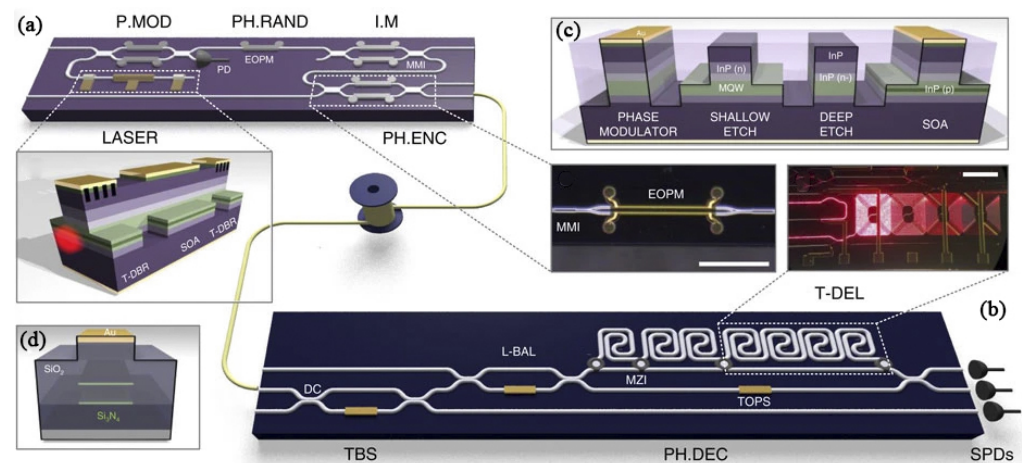 (a)
P.MOD
PH.RAND
I.M
PD
EOPM
MMI
LASER
PH.ENC
T-DBR
SOA
T-DBR
(c)
Au
InP
InP (n)
InP (n-)
MQW
InP (p)
PHASE
MODULATOR
SHALLOW
ETCH
DEEP
ETCH
SOA
EOPM
MMI
T-DEL
(b)
(d)
Au
SiO₂
Si₃N₄
L-BAL
DC
MZI
TOPS
TBS
PH.DEC
SPDs